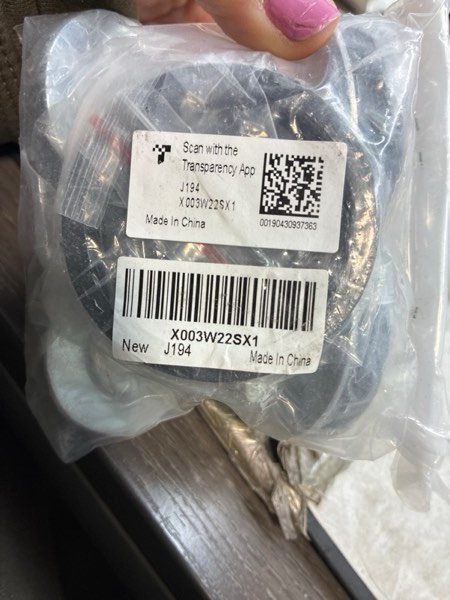 Scan with the
Transparency App
J194
X003W22SX1
Made In China
00190430937363
X003W22SX1
New J194
Made In China